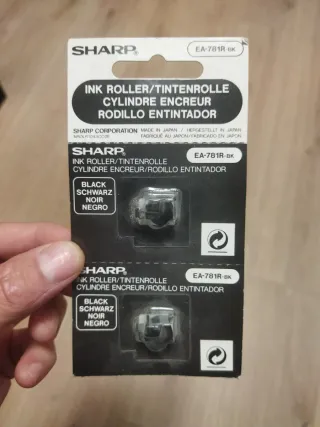 SHARP
EA-781R-BK
INK ROLLER/TINTENROLLE
CYLINDRE ENCREUR
RODILLO ENTINTADOR
SHARP CORPORATION MADE IN JAPAN / HERGESTELLT IN JAPAN
FABRIQUÉ AU JAPON/FABRICADO EN JAPON
SHARP
EA-781R-BK
INK ROLLER/TINTENROLLE
CYLINDRE ENCREUR/RODILLO ENTINTADOR
BLACK
SCHWARZ
NOIR
NEGRO
SHARP
EA-781R-BK
INK ROLLER/TINTENROLLE
CYLINDRE ENCREUR/RODILLO ENTINTADOR
BLACK
SCHWARZ
NOIR
NEGRO